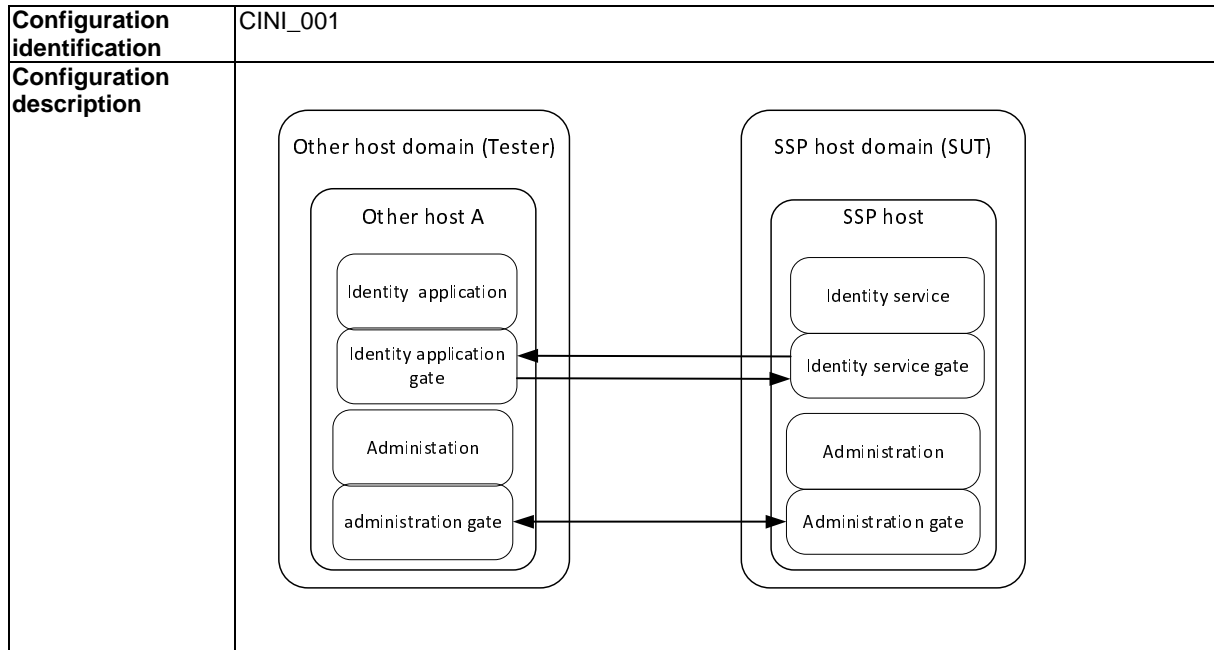 Configuration
identification
CINI_001
Configuration
description
Other host domain (Tester)
Other host A
Identity application
Identity application
gate
Administation
administration gate
SSP host domain (SUT)
SSP host
Identity service
Identity service gate
Administration
Administration gate